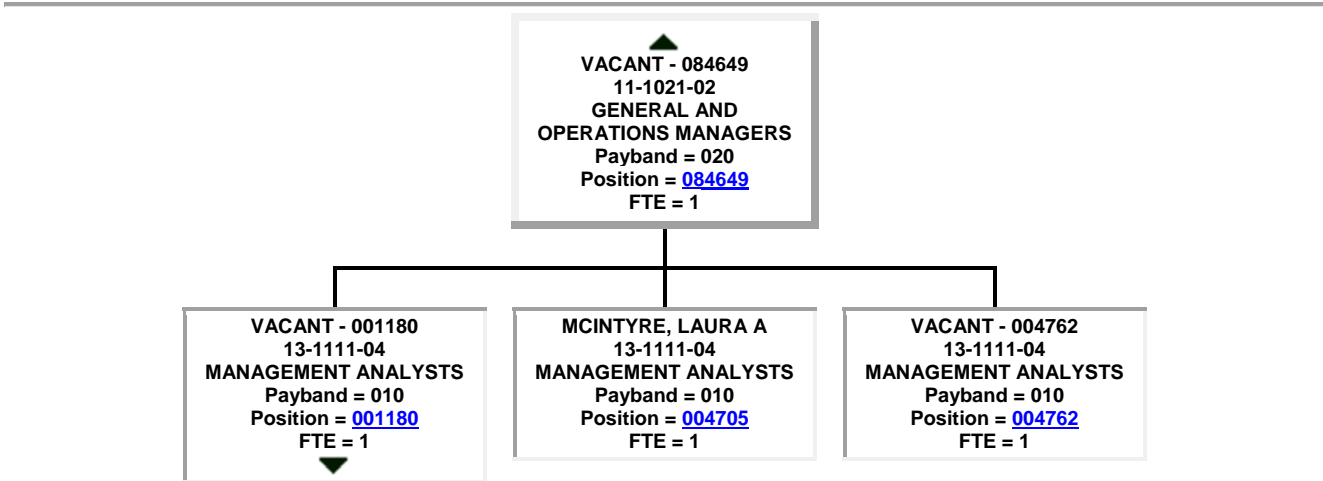 VACANT - 084649
11-1021-02
GENERAL AND
OPERATIONS MANAGERS
Payband = 020
Position = 084649
FTE = 1
VACANT - 001180
13-1111-04
MANAGEMENT ANALYSTS
Payband = 010
Position = 001180
FTE = 1
MCINTYRE, LAURA A
13-1111-04
MANAGEMENT ANALYSTS
Payband = 010
Position = 004705
FTE = 1
VACANT - 004762
13-1111-04
MANAGEMENT ANALYSTS
Payband = 010
Position = 004762
FTE = 1